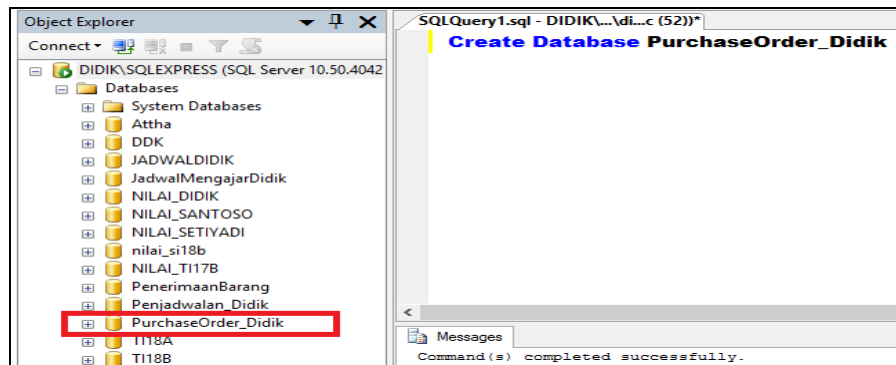 Object Explorer
Connect
DIDIK\SQLEXPRESS (SQL Server 10.50.4042
Databases
System Databases
Attha
DDK
JADWALDIDIK
JadwalMengajarDidik
NILAI_DIDIK
NILAI_SANTOSO
NILAI_SETIYADI
nilai_si18b
NILAI_TI17B
PenerimaanBarang
Penjadwalan_Didik
PurchaseOrder_Didik
TI18A
TI18B
SQLQuery1.sql - DIDIK\...\di...c (52))*
Create Database PurchaseOrder_Didik
Messages
Command(s) completed successfully.